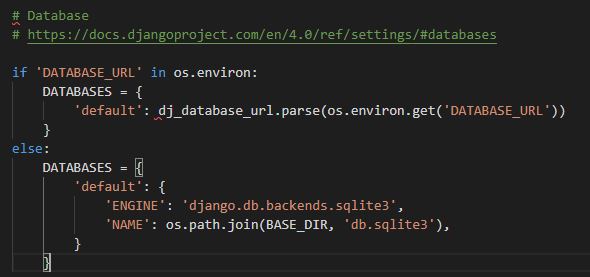 # Database
# https://docs.djangoproject.com/en/4.0/ref/settings/#databases

if 'DATABASE_URL' in os.environ:
    DATABASES = {
        'default': dj_database_url.parse(os.environ.get('DATABASE_URL'))
    }
else:
    DATABASES = {
        'default': {
            'ENGINE': 'django.db.backends.sqlite3',
            'NAME': os.path.join(BASE_DIR, 'db.sqlite3'),
        }
    }